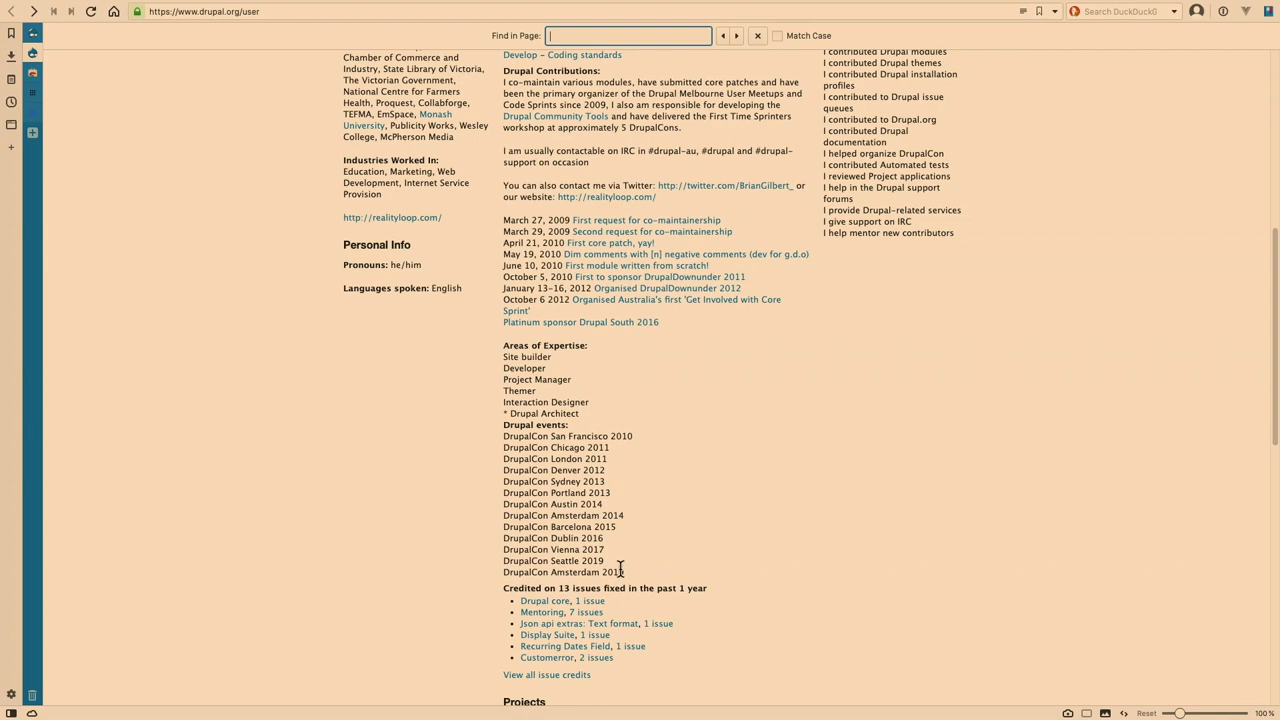 https://www.drupal.org/user
Search DuckDuckG
Find in Page:
Match Case
Chamber of Commerce and
Industry, State Library of Victoria,
The Victorian Government,
National Centre for Farmers
Health, Proquest, Collabforge,
TEFMA, EmSpace, Monash
University, Publicity Works, Wesley
College, McPherson Media
Industries Worked In:
Education, Marketing, Web
Development, Internet Service
Provision
http://realityloop.com/
Personal Info
Pronouns: he/him
Languages spoken: English
Develop - Coding standards
Drupal Contributions:
I co-maintain various modules, have submitted core patches and have
been the primary organizer of the Drupal Melbourne User Meetups and
Code Sprints since 2009, I also am responsible for developing the
Drupal Community Tools and have delivered the First Time Sprinters
workshop at approximately 5 DrupalCons.
I am usually contactable on IRC in #drupal-au, #drupal and #drupal-
support on occasion
You can also contact me via Twitter: http://twitter.com/BrianGilbert_ or
our website: http://realityloop.com/
March 27, 2009 First request for co-maintainership
March 29, 2009 Second request for co-maintainership
April 21, 2010 First core patch, yay!
May 19, 2010 Dim comments with [n] negative comments (dev for g.d.o)
June 10, 2010 First module written from scratch!
October 5, 2010 First to sponsor DrupalDownunder 2011
January 13-16, 2012 Organised DrupalDownunder 2012
October 6 2012 Organised Australia's first 'Get Involved with Core
Sprint'
Platinum sponsor Drupal South 2016
Areas of Expertise:
Site builder
Developer
Project Manager
Themer
Interaction Designer
* Drupal Architect
Drupal events:
DrupalCon San Francisco 2010
DrupalCon Chicago 2011
DrupalCon London 2011
DrupalCon Denver 2012
DrupalCon Sydney 2013
DrupalCon Portland 2013
DrupalCon Austin 2014
DrupalCon Amsterdam 2014
DrupalCon Barcelona 2015
DrupalCon Dublin 2016
DrupalCon Vienna 2017
DrupalCon Seattle 2019
DrupalCon Amsterdam
Credited on 13 issues fixed in the past 1 year
• Drupal core, 1 issue
• Mentoring, 7 issues
• Json api extras: Text format, 1 issue
• Display Suite, 1 issue
• Recurring Dates Field, 1 issue
• Customerror, 2 issues
View all issue credits
Projects
I contributed Drupal modules
I contributed Drupal themes
I contributed Drupal installation
profiles
I contributed to Drupal issue
queues
I contributed to Drupal.org
I contributed Drupal
documentation
I helped organize DrupalCon
I contributed Automated tests
I reviewed Project applications
I help in the Drupal support
forums
I provide Drupal-related services
I give support on IRC
I help mentor new contributors
Reset
100 %